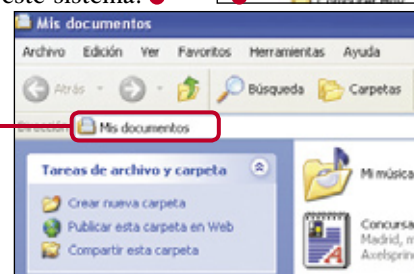 este sistema.
Mis documentos
Archivo Edición Ver Favoritos Herramientas Ayuda
Atrás Búsqueda Carpetas
Dirección Mis documentos
Tareas de archivo y carpeta
Mi música
Crear nueva carpeta
Publicar esta carpeta en Web
Compartir esta carpeta
Concursa
Madrid, m
Axelsprin